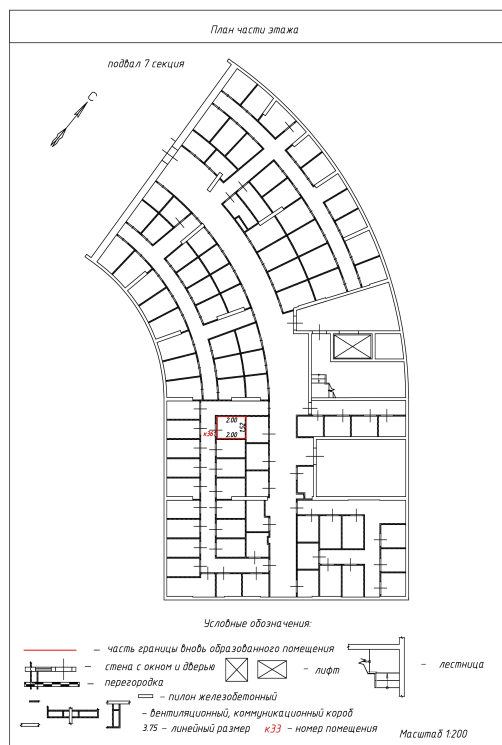 План части этажа
подвал 7 секция
С
2.00
1.52
2.00
Условные обозначения:
– часть границы вновь образованного помещения
– стена с окном и дверью
– лифт
– лестница
– перегородка
– пилон железобетонный
– вентиляционный, коммуникационный короб
3.75 – линейный размер к33 – номер помещения
Масштаб 1:200